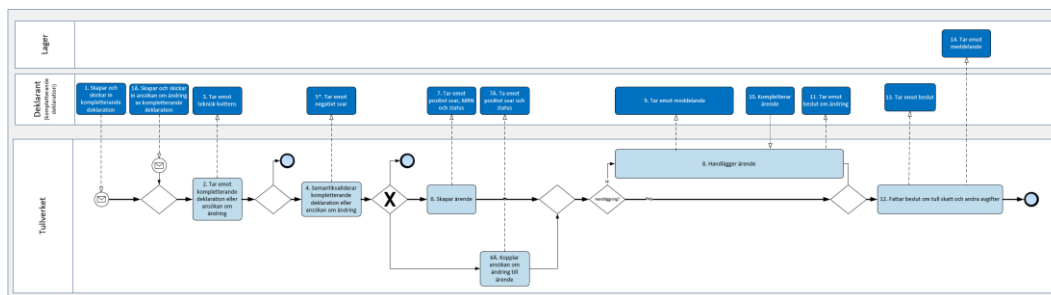 Lager
14. Tar emot
meddelande
Deklarant
(kompletterande
deklaration)
1. Skapar och
skickar in
kompletterande
deklaration
1Ä. Skapar och skickar
in ansökan om ändring
av kompletterande
deklaration
3. Tar emot
teknisk kvittens
5*. Tar emot
negativt svar
7. Tar emot
positivt svar, MRN
och status
7Ä. Ta emot
positivt svar och
status
9. Tar emot meddelande
10. Kompletterar
ärende
11. Tar emot
beslut om ändring
13. Tar emot beslut
Tullverket
2. Tar emot
kompletterande
deklaration eller
ansökan om
ändring
4. Semantikvaliderar
kompletterande
deklaration eller
ansökan om ändring
X
6. Skapar ärende
6Ä. Kopplar
ansökan om
ändring till
ärende
Handläggning?
8. Handlägger ärende
12. Fattar beslut om tull skatt och andra avgifter